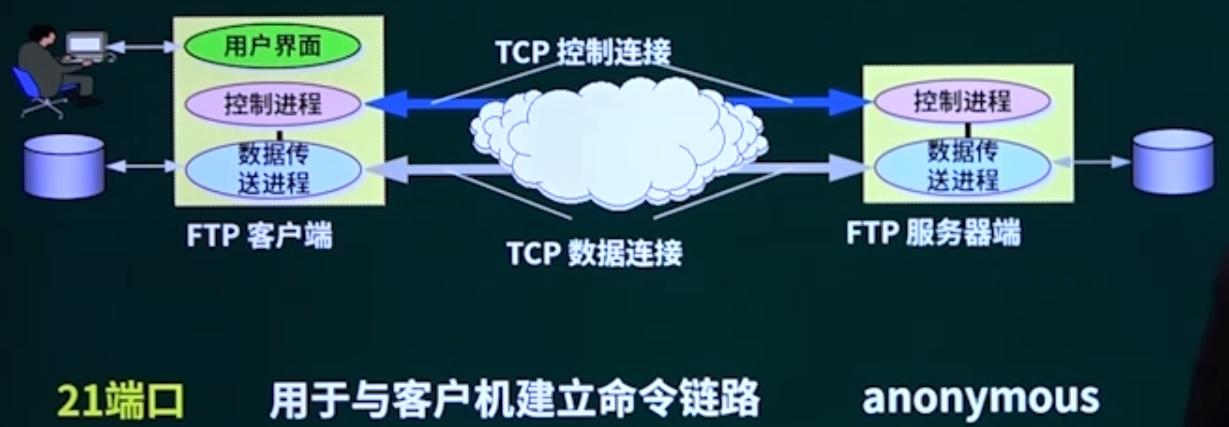 用户界面
TCP 控制连接
控制进程
控制进程
数据传
送进程
数据传
送进程
FTP 客户端
TCP 数据连接
FTP 服务器端
21端口
用于与客户机建立命令链路
anonymous